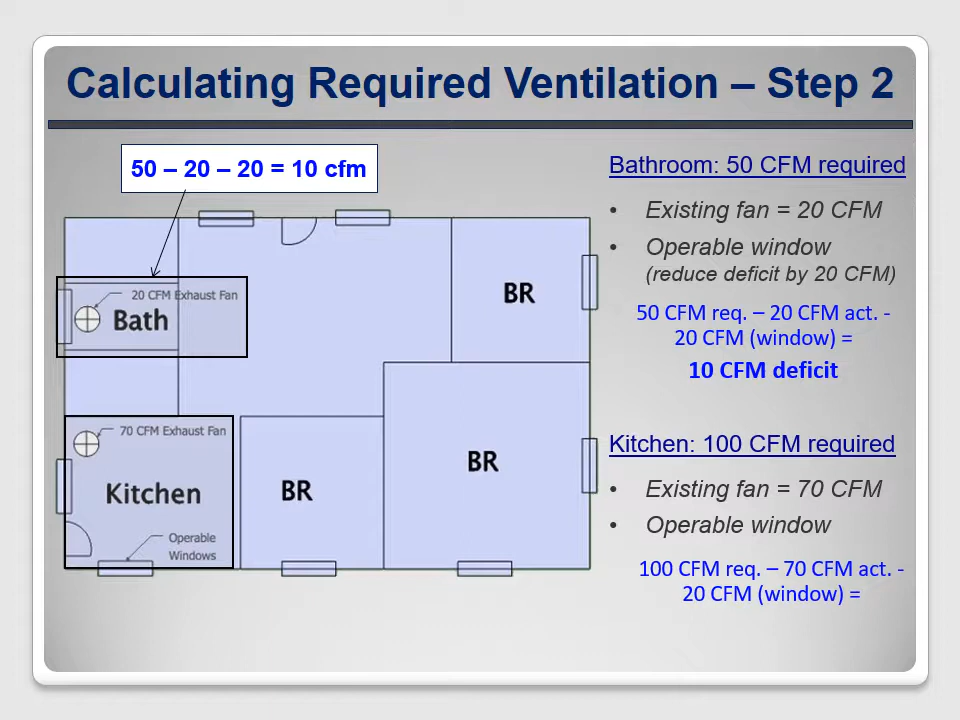 Calculating Required Ventilation – Step 2
50 – 20 – 20 = 10 cfm
20 CFM Exhaust Fan
Bath
BR
70 CFM Exhaust Fan
Kitchen
BR
BR
Operable
Windows
Bathroom: 50 CFM required
• Existing fan = 20 CFM
• Operable window
(reduce deficit by 20 CFM)
50 CFM req. – 20 CFM act. -
20 CFM (window) =
10 CFM deficit
Kitchen: 100 CFM required
• Existing fan = 70 CFM
• Operable window
100 CFM req. – 70 CFM act. -
20 CFM (window) =